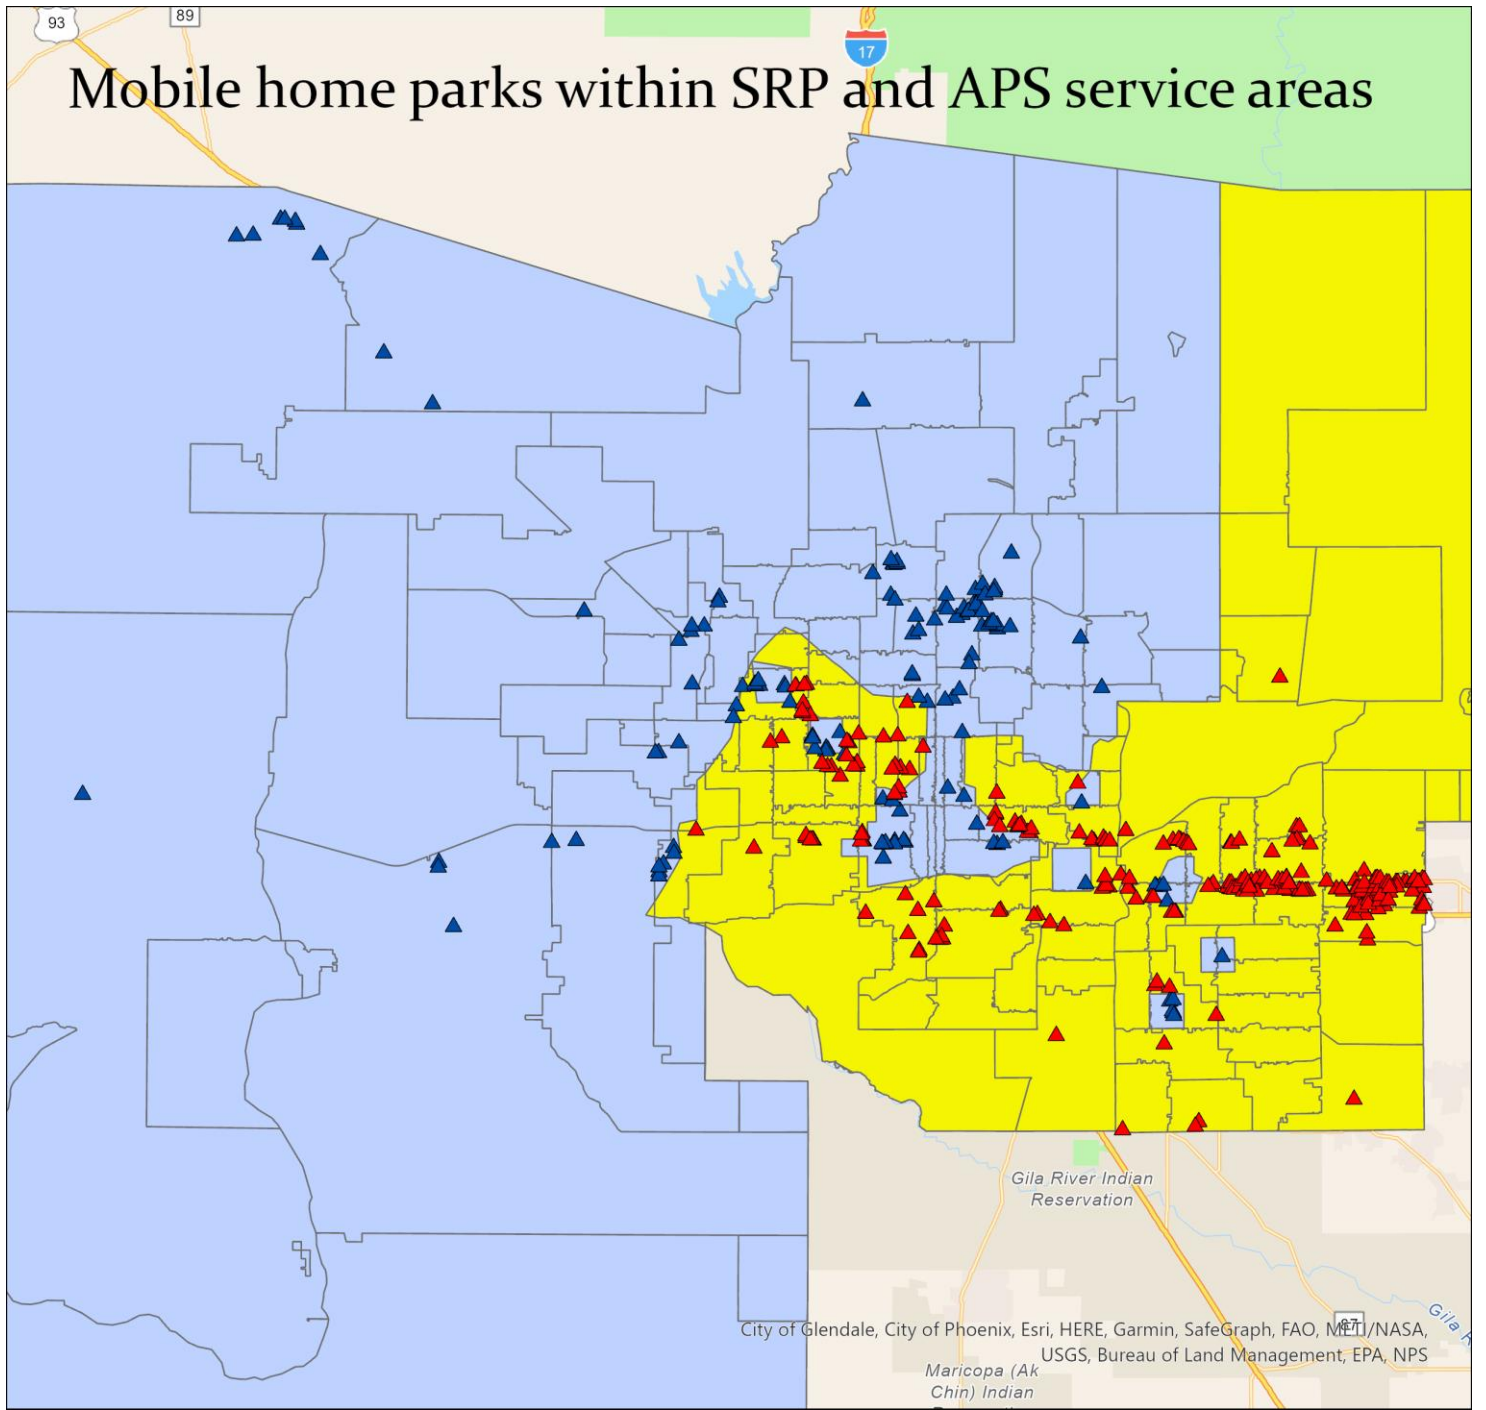 93
89
17
Mobile home parks within SRP and APS service areas
Gila River Indian
Reservation
87
Gila R
City of Glendale, City of Phoenix, Esri, HERE, Garmin, SafeGraph, FAO, METI/NASA,
USGS, Bureau of Land Management, EPA, NPS
Maricopa (Ak
Chin) Indian